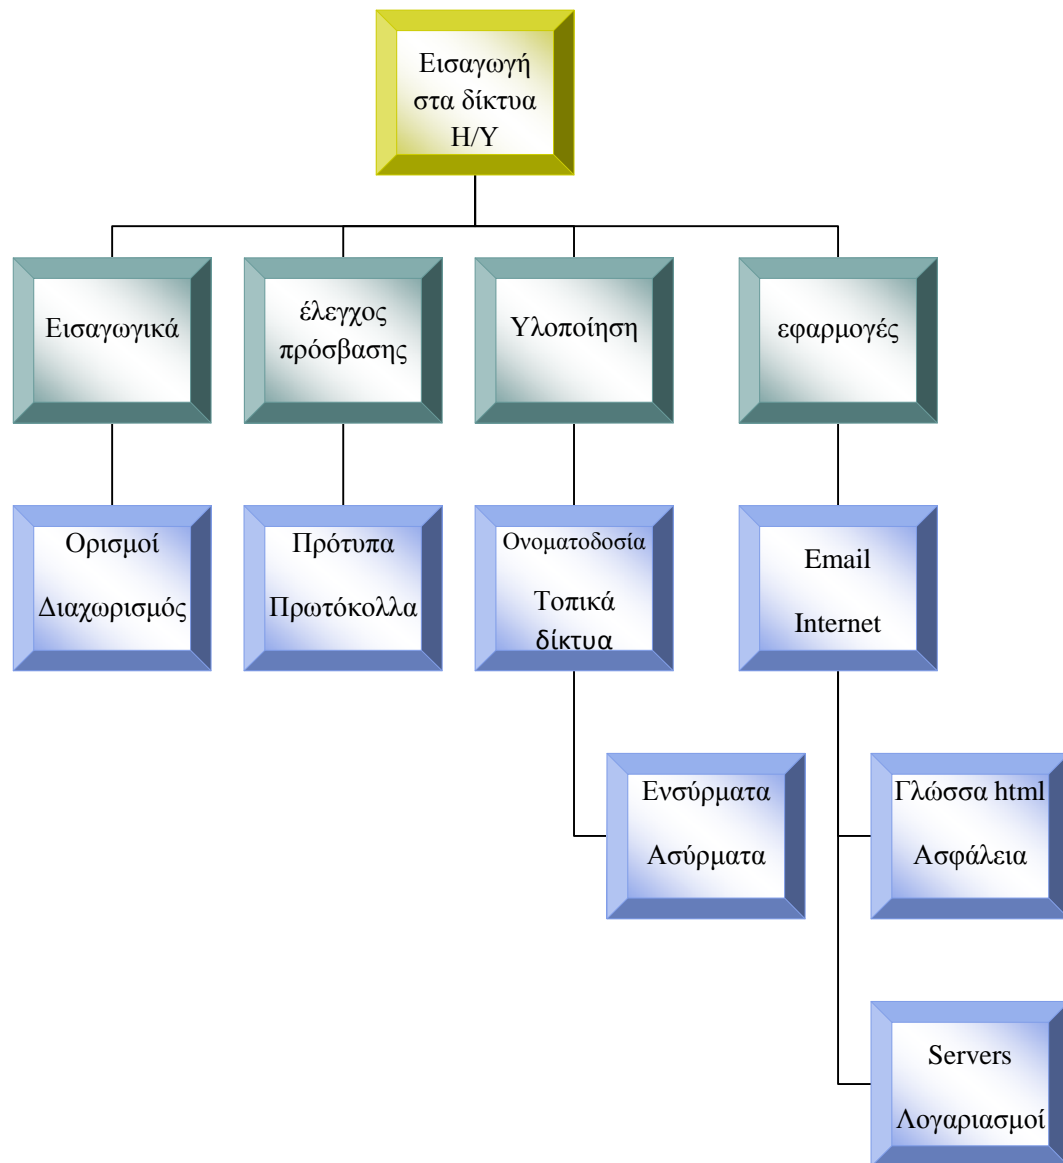 Εισαγωγή
στα δίκτυα
Η/Υ
Εισαγωγικά
έλεγχος
πρόσβασης
Υλοποίηση
εφαρμογές
Ορισμοί
Διαχωρισμός
Πρότυπα
Πρωτόκολλα
Ονοματοδοσία
Τοπικά
δίκτυα
Email
Internet
Ενσύρματα
Ασύρματα
Γλώσσα html
Ασφάλεια
Servers
Λογαριασμοί